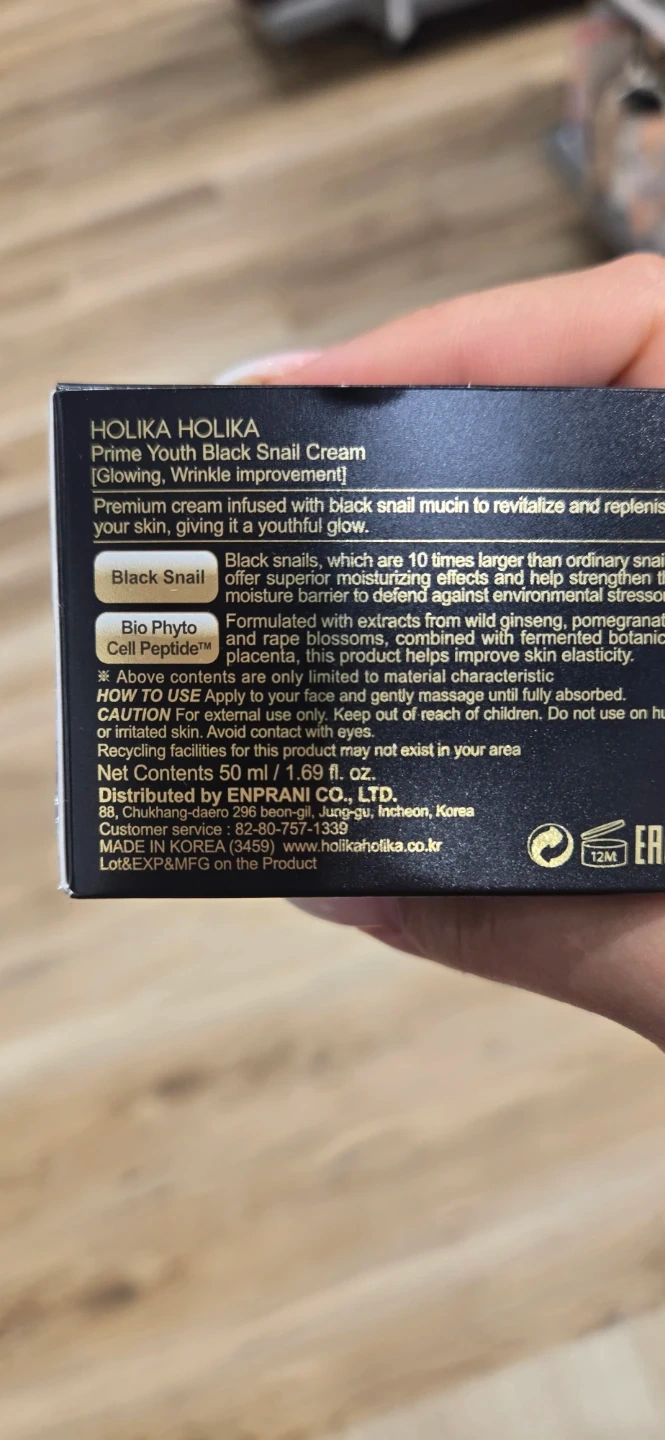 HOLIKA HOLIKA
Prime Youth Black Snail Cream
[Glowing, Wrinkle improvement]
Premium cream infused with black snail mucin to revitalize and replenis
your skin, giving it a youthful glow.
Black Snail
Black snails, which are 10 times larger than ordinary snai
offer superior moisturizing effects and help strengthen t
moisture barrier to defend against environmental stresso
Bio Phyto
Cell Peptide™
Formulated with extracts from wild ginseng, pomegranat
and rape blossoms, combined with fermented botanic
placenta, this product helps improve skin elasticity.
※ Above contents are only limited to material characteristic
HOW TO USE Apply to your face and gently massage until fully absorbed.
CAUTION For external use only. Keep out of reach of children. Do not use on hu
or irritated skin. Avoid contact with eyes.
Recycling facilities for this product may not exist in your area
Net Contents 50 ml / 1.69 fl. oz.
Distributed by ENPRANI CO., LTD.
88, Chukhang-daero 296 beon-gil, Jung-gu, Incheon, Korea
Customer service : 82-80-757-1339
MADE IN KOREA (3459) www.holikaholika.co.kr
Lot&EXP&MFG on the Product
12M
EA